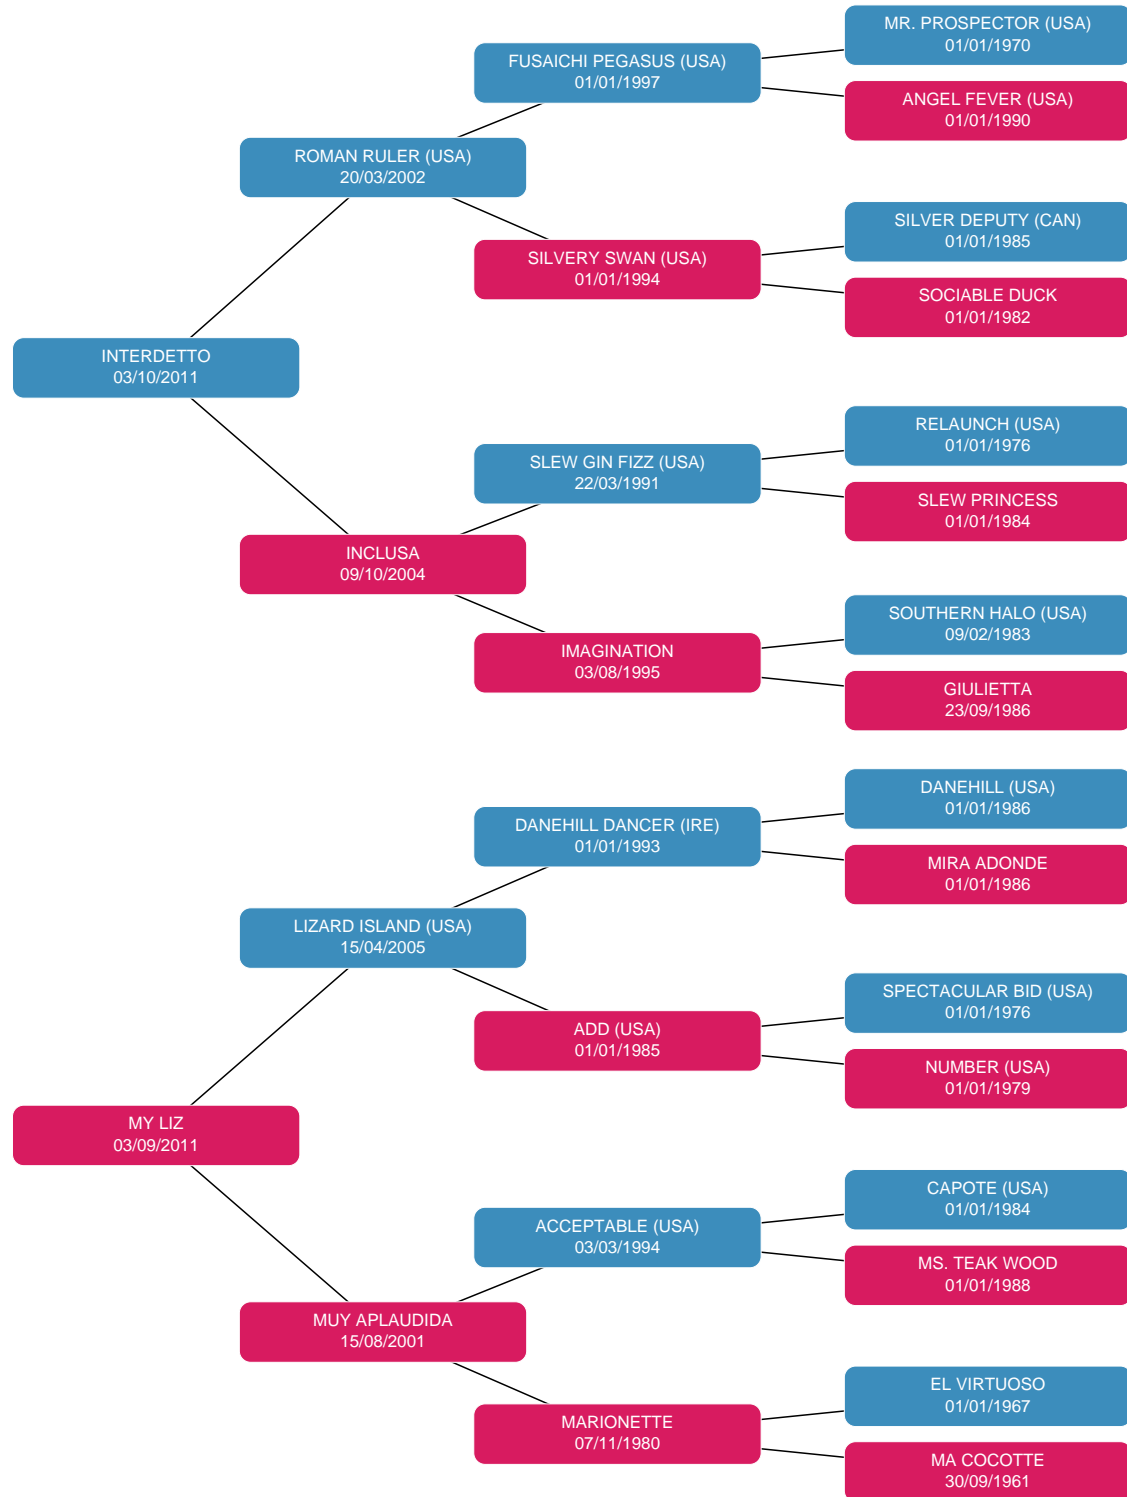 MR. PROSPECTOR (USA)
01/01/1970
FUSAICHI PEGASUS (USA)
01/01/1997
ANGEL FEVER (USA)
01/01/1990
ROMAN RULER (USA)
20/03/2002
SILVER DEPUTY (CAN)
01/01/1985
SILVERY SWAN (USA)
01/01/1994
SOCIABLE DUCK
01/01/1982
INTERDETTO
03/10/2011
RELAUNCH (USA)
01/01/1976
SLEW GIN FIZZ (USA)
22/03/1991
SLEW PRINCESS
01/01/1984
INCLUSA
09/10/2004
SOUTHERN HALO (USA)
09/02/1983
IMAGINATION
03/08/1995
GIULIETTA
23/09/1986
DANEHILL (USA)
01/01/1986
DANEHILL DANCER (IRE)
01/01/1993
MIRA ADONDE
01/01/1986
LIZARD ISLAND (USA)
15/04/2005
SPECTACULAR BID (USA)
01/01/1976
ADD (USA)
01/01/1985
NUMBER (USA)
01/01/1979
MY LIZ
03/09/2011
CAPOTE (USA)
01/01/1984
ACCEPTABLE (USA)
03/03/1994
MS. TEAK WOOD
01/01/1988
MUY APLAUDIDA
15/08/2001
EL VIRTUOSO
01/01/1967
MARIONETTE
07/11/1980
MA COCOTTE
30/09/1961